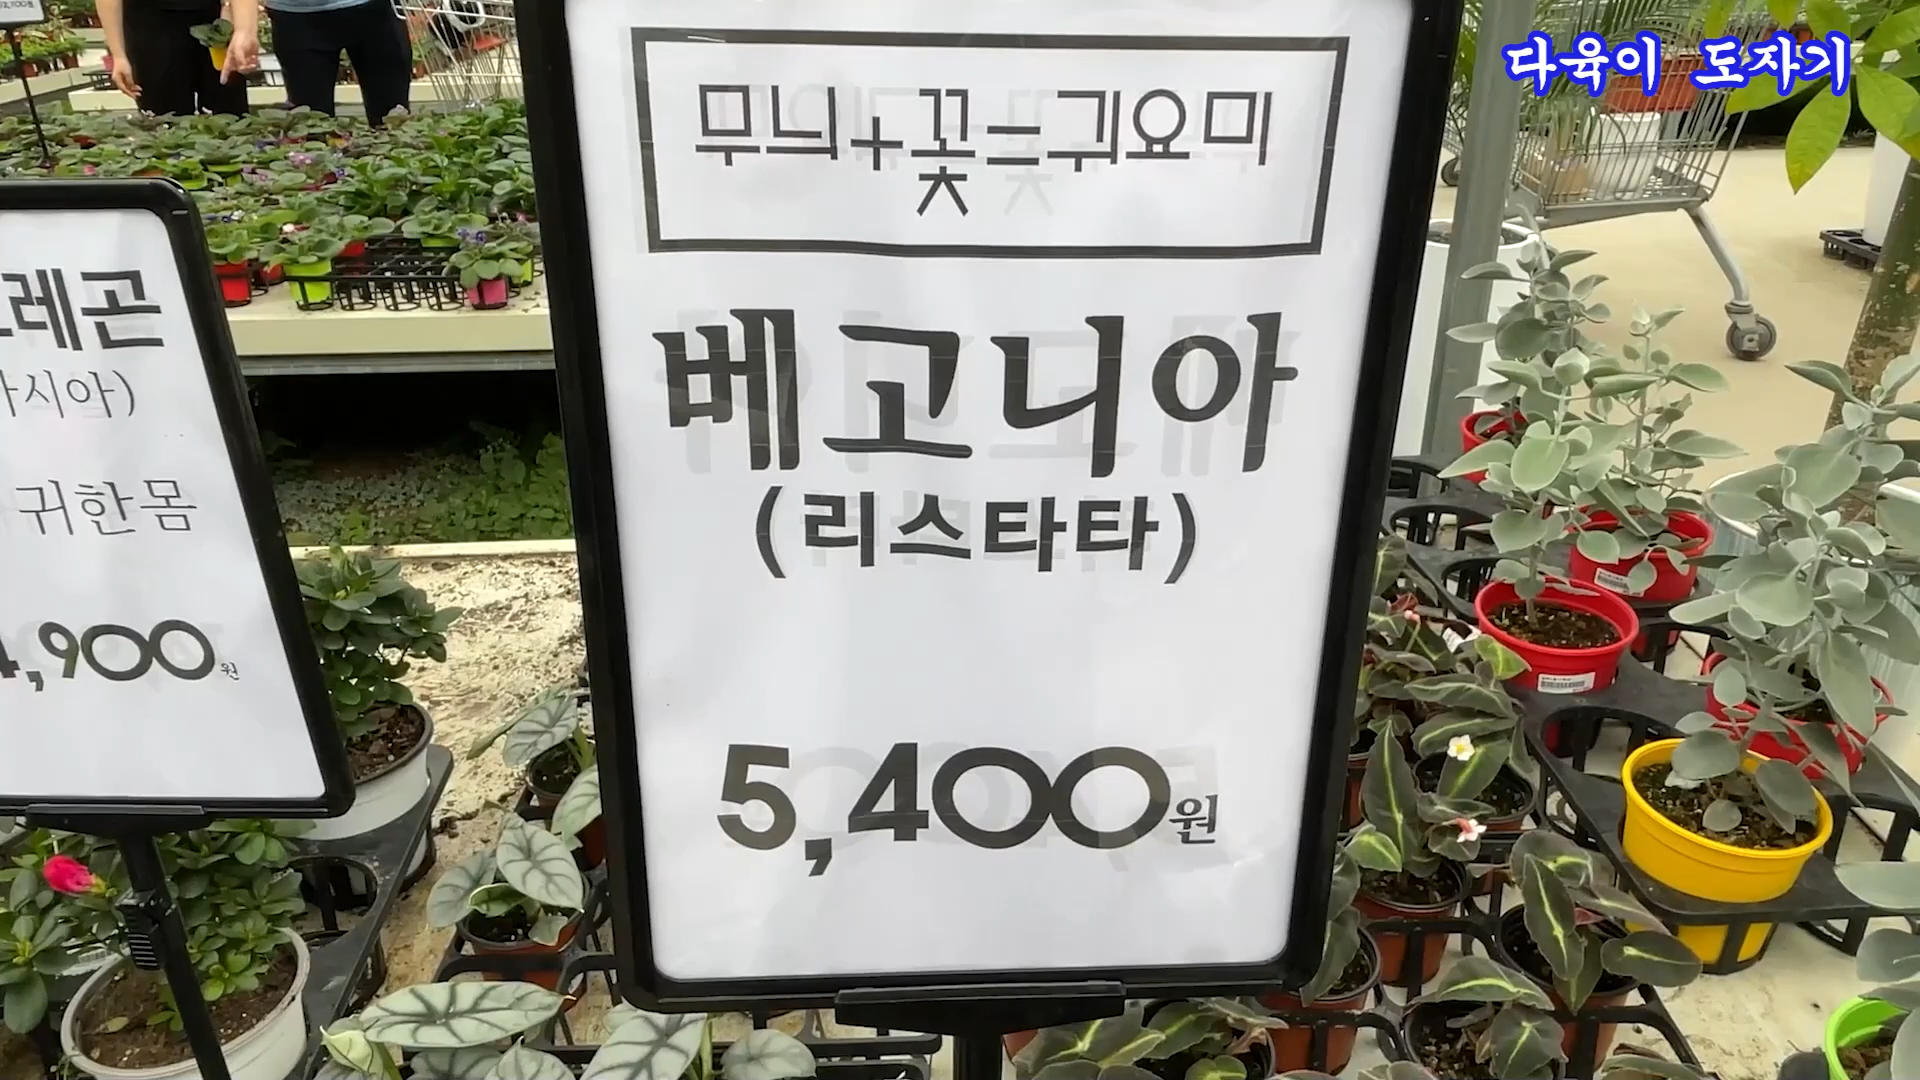 다육이 도자기
무늬+꽃=귀요미
베고니아
(리스타타)
5,400원
레곤
시아)
귀한몸
,900원